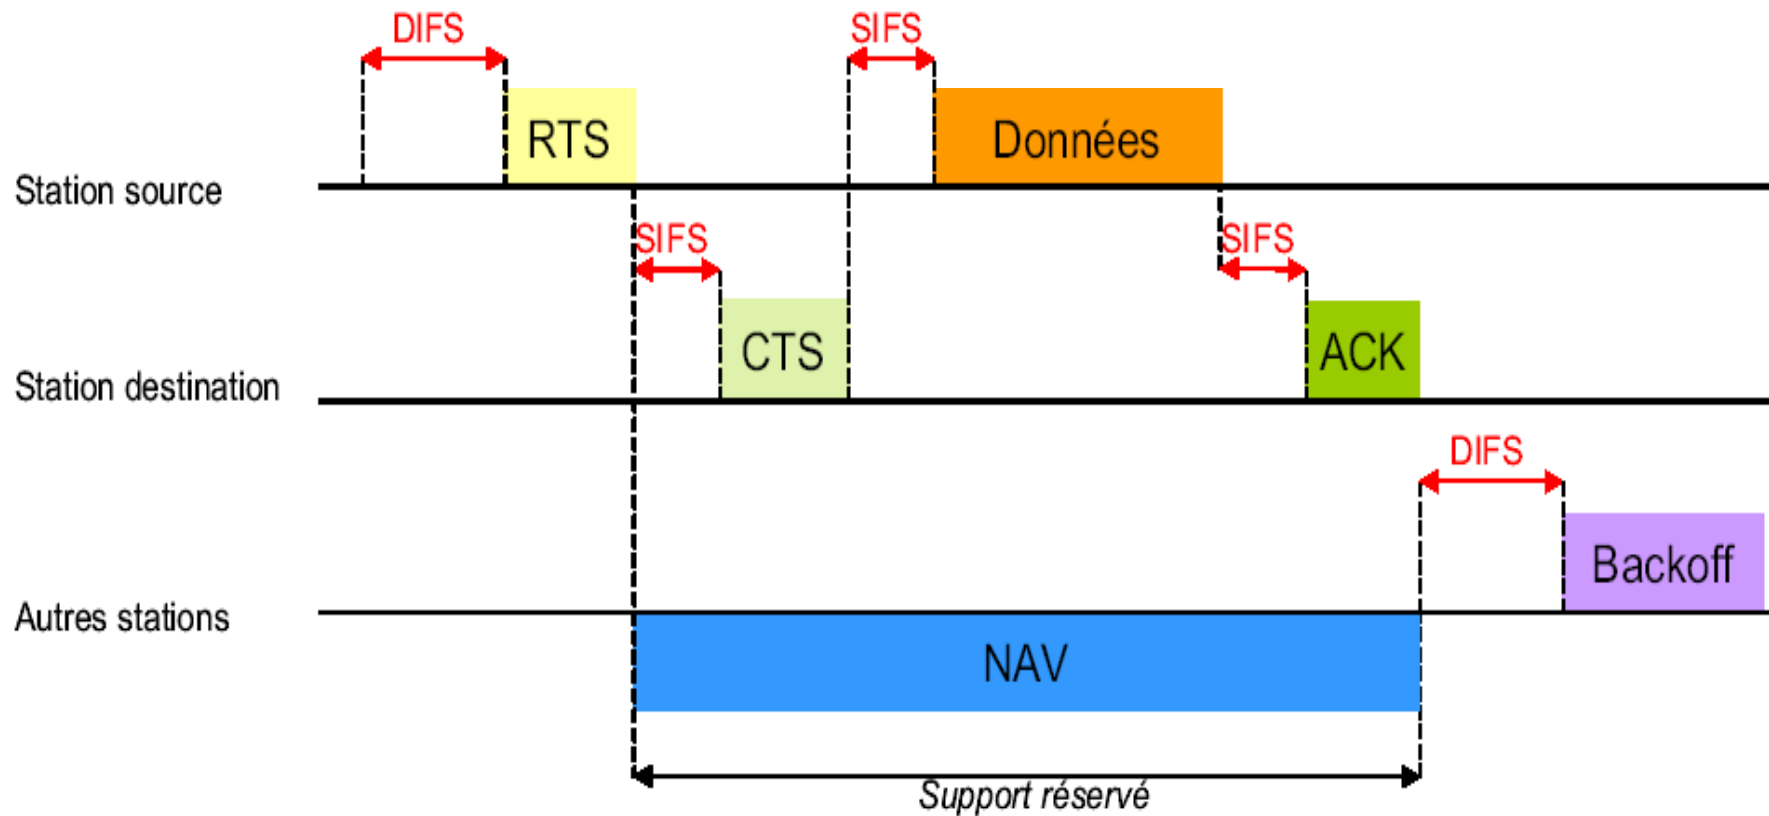 DIFS
SIFS
RTS
Données
Station source
SIFS
SIFS
CTS
ACK
Station destination
DIFS
Backoff
Autres stations
NAV
Support réservé